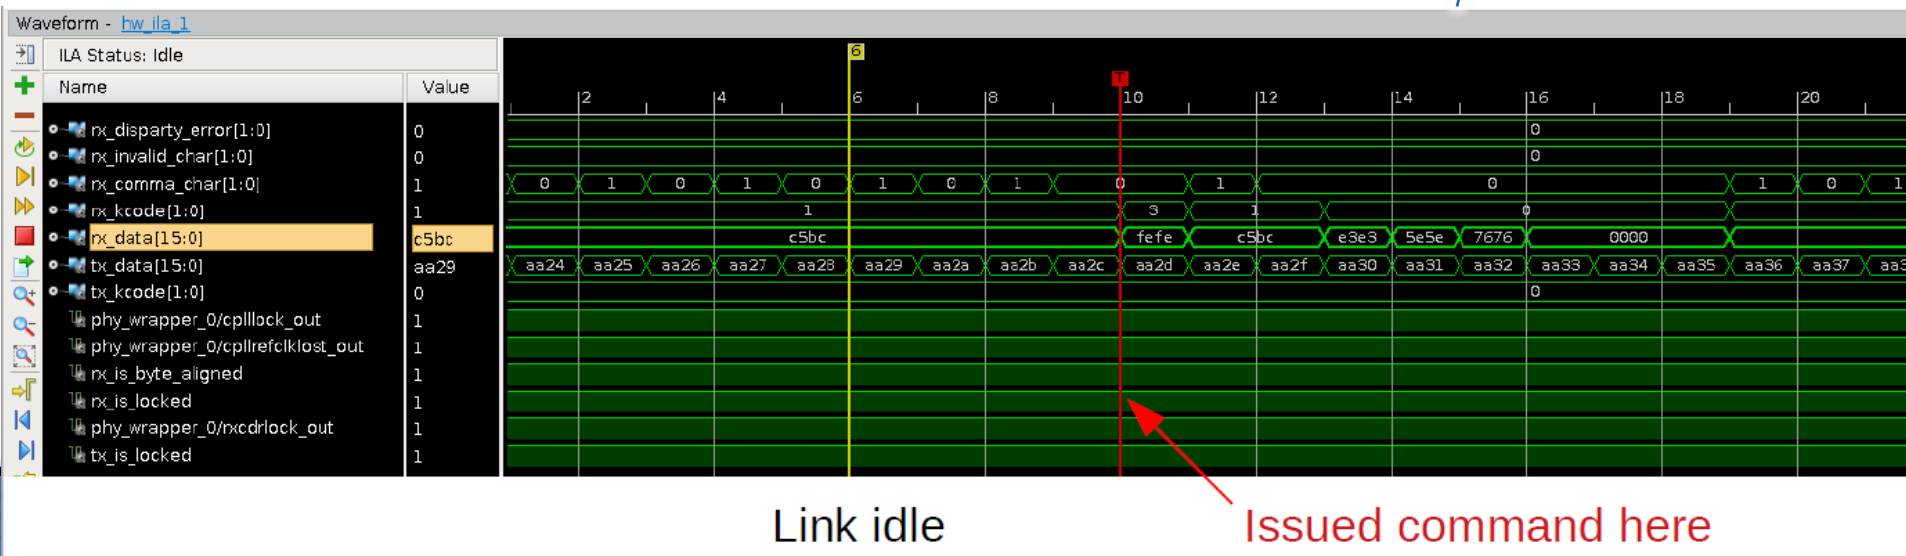 Waveform - hw_ila_1
ILA Status: Idle
6
T
Name Value
2 4 6 8 10 12 14 16 18 20
rx_disparty_error[1:0] 0 0
rx_invalid_char[1:0] 0 0
rx_comma_char[1:0] 1 0 1 0 1 0 1 0 1 0 1 0 1 0 1
rx_kcode[1:0] 1 1 3 1 0
rx_data[15:0] c5bc c5bc fefe c5bc e3e3 5e5e 7676 0000
tx_data[15:0] aa29 aa24 aa25 aa26 aa27 aa28 aa29 aa2a aa2b aa2c aa2d aa2e aa2f aa30 aa31 aa32 aa33 aa34 aa35 aa36 aa37 aa3
tx_kcode[1:0] 0 0
phy_wrapper_0/cplllock_out 1
phy_wrapper_0/cpllrefclklost_out 1
rx_is_byte_aligned 1
rx_is_locked 1
phy_wrapper_0/rxcdrlock_out 1
tx_is_locked 1
Link idle
Issued command here